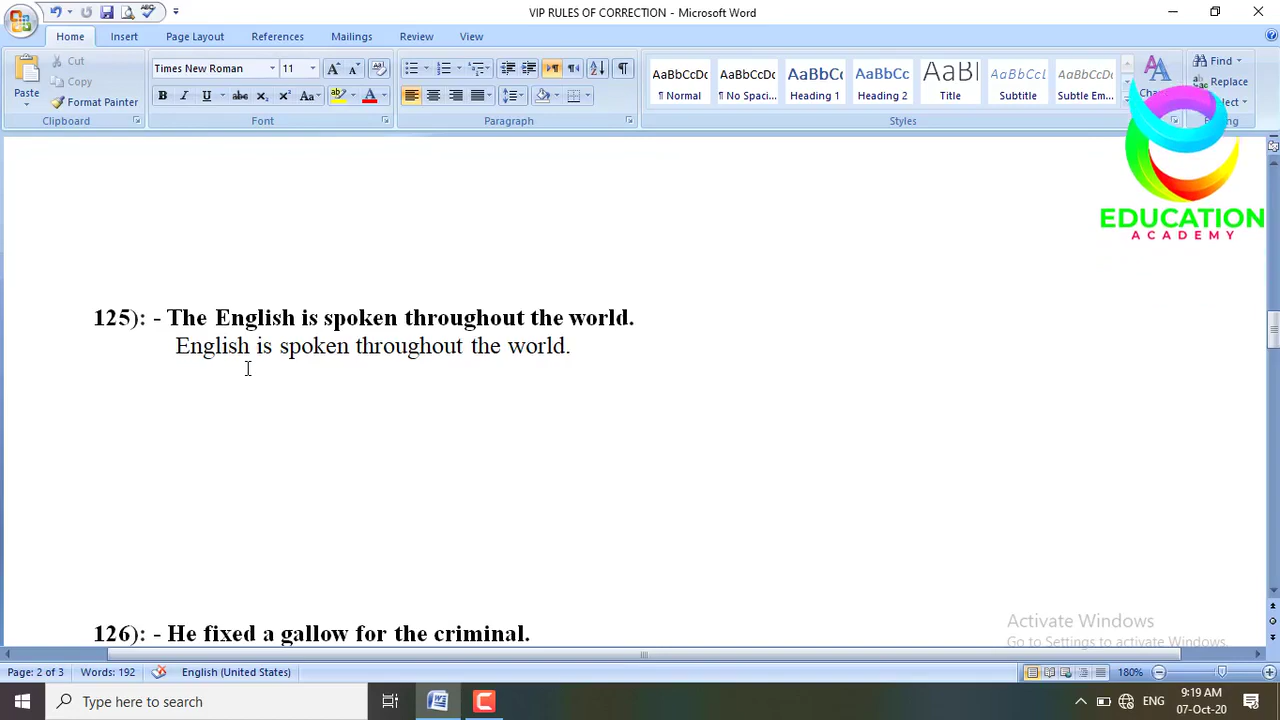 VIP RULES OF CORRECTION - Microsoft Word
Home Insert Page Layout References Mailings Review View
Paste
Cut
Copy
Format Painter
Clipboard
Times New Roman 11
Font
Paragraph
AaBbCcDc AaBbCcDc AaBbC AaBbCc AaBl AaBbCcL AaBbCcDc
¶ Normal ¶ No Spaci... Heading 1 Heading 2 Title Subtitle Subtle Em...
Styles
Find
Replace
EDUCATION
ACADEMY
125): - The English is spoken throughout the world.
English is spoken throughout the world.
126): - He fixed a gallow for the criminal.
Activate Windows
Go to Settings to activate Windows.
Page: 2 of 3 Words: 192 English (United States) 180%
Type here to search
ENG
9:19 AM
07-Oct-20